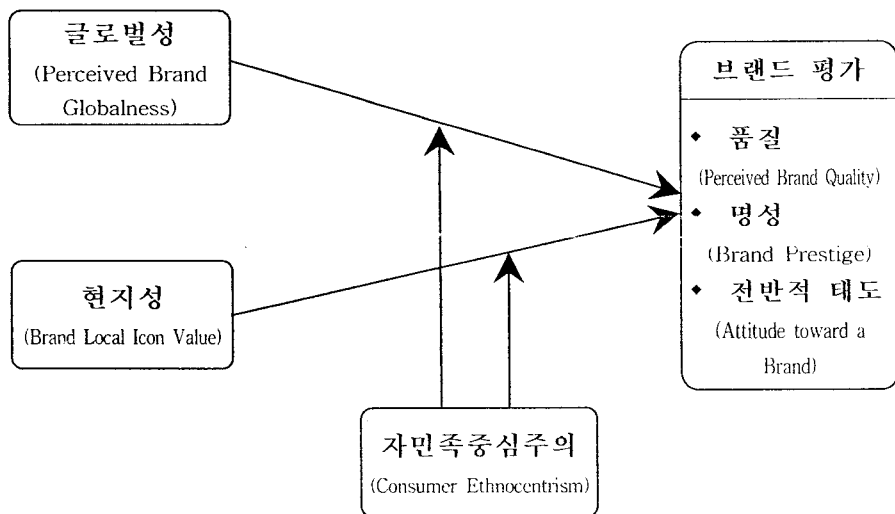 글로벌성
(Perceived Brand
Globalness)
브랜드 평가
◆ 품질
(Perceived Brand Quality)
◆ 명성
(Brand Prestige)
◆ 전반적 태도
(Attitude toward a
Brand)
현지성
(Brand Local Icon Value)
자민족중심주의
(Consumer Ethnocentrism)